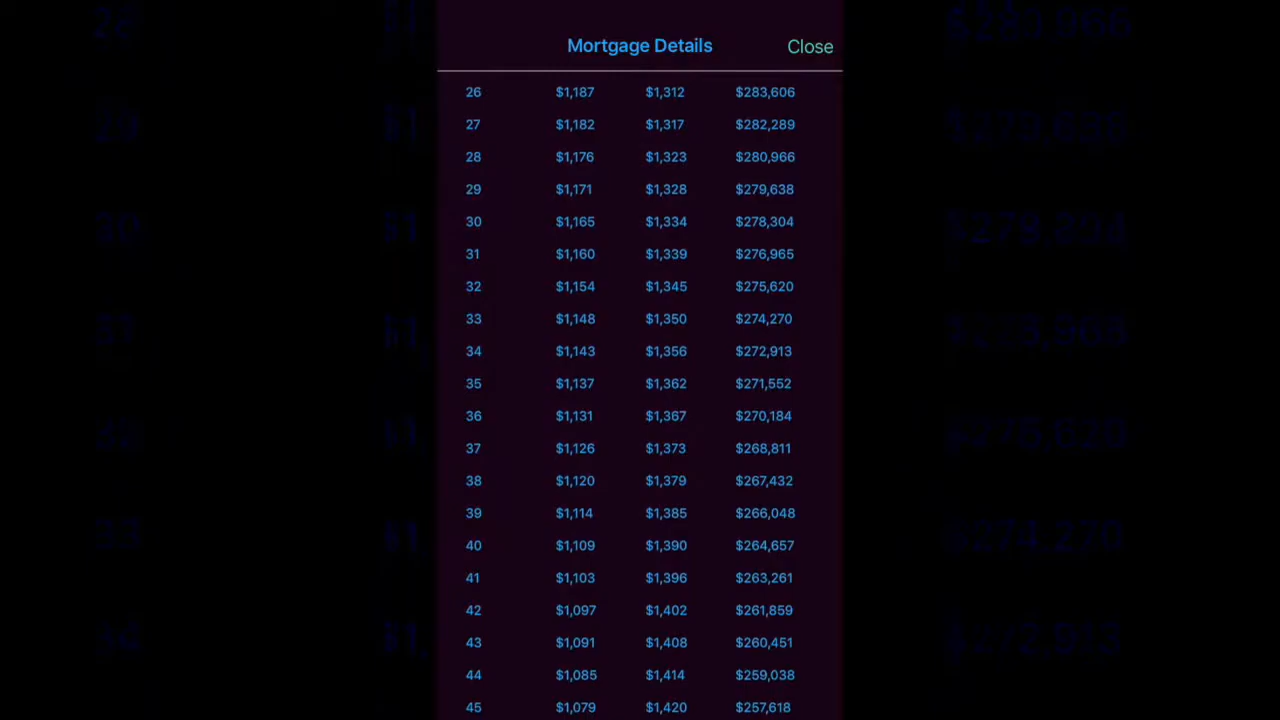 Mortgage Details Close
26 $1,187 $1,312 $283,606
27 $1,182 $1,317 $282,289
28 $1,176 $1,323 $280,966
29 $1,171 $1,328 $279,638
30 $1,165 $1,334 $278,304
31 $1,160 $1,339 $276,965
32 $1,154 $1,345 $275,620
33 $1,148 $1,350 $274,270
34 $1,143 $1,356 $272,913
35 $1,137 $1,362 $271,552
36 $1,131 $1,367 $270,184
37 $1,126 $1,373 $268,811
38 $1,120 $1,379 $267,432
39 $1,114 $1,385 $266,048
40 $1,109 $1,390 $264,657
41 $1,103 $1,396 $263,261
42 $1,097 $1,402 $261,859
43 $1,091 $1,408 $260,451
44 $1,085 $1,414 $259,038
45 $1,079 $1,420 $257,618